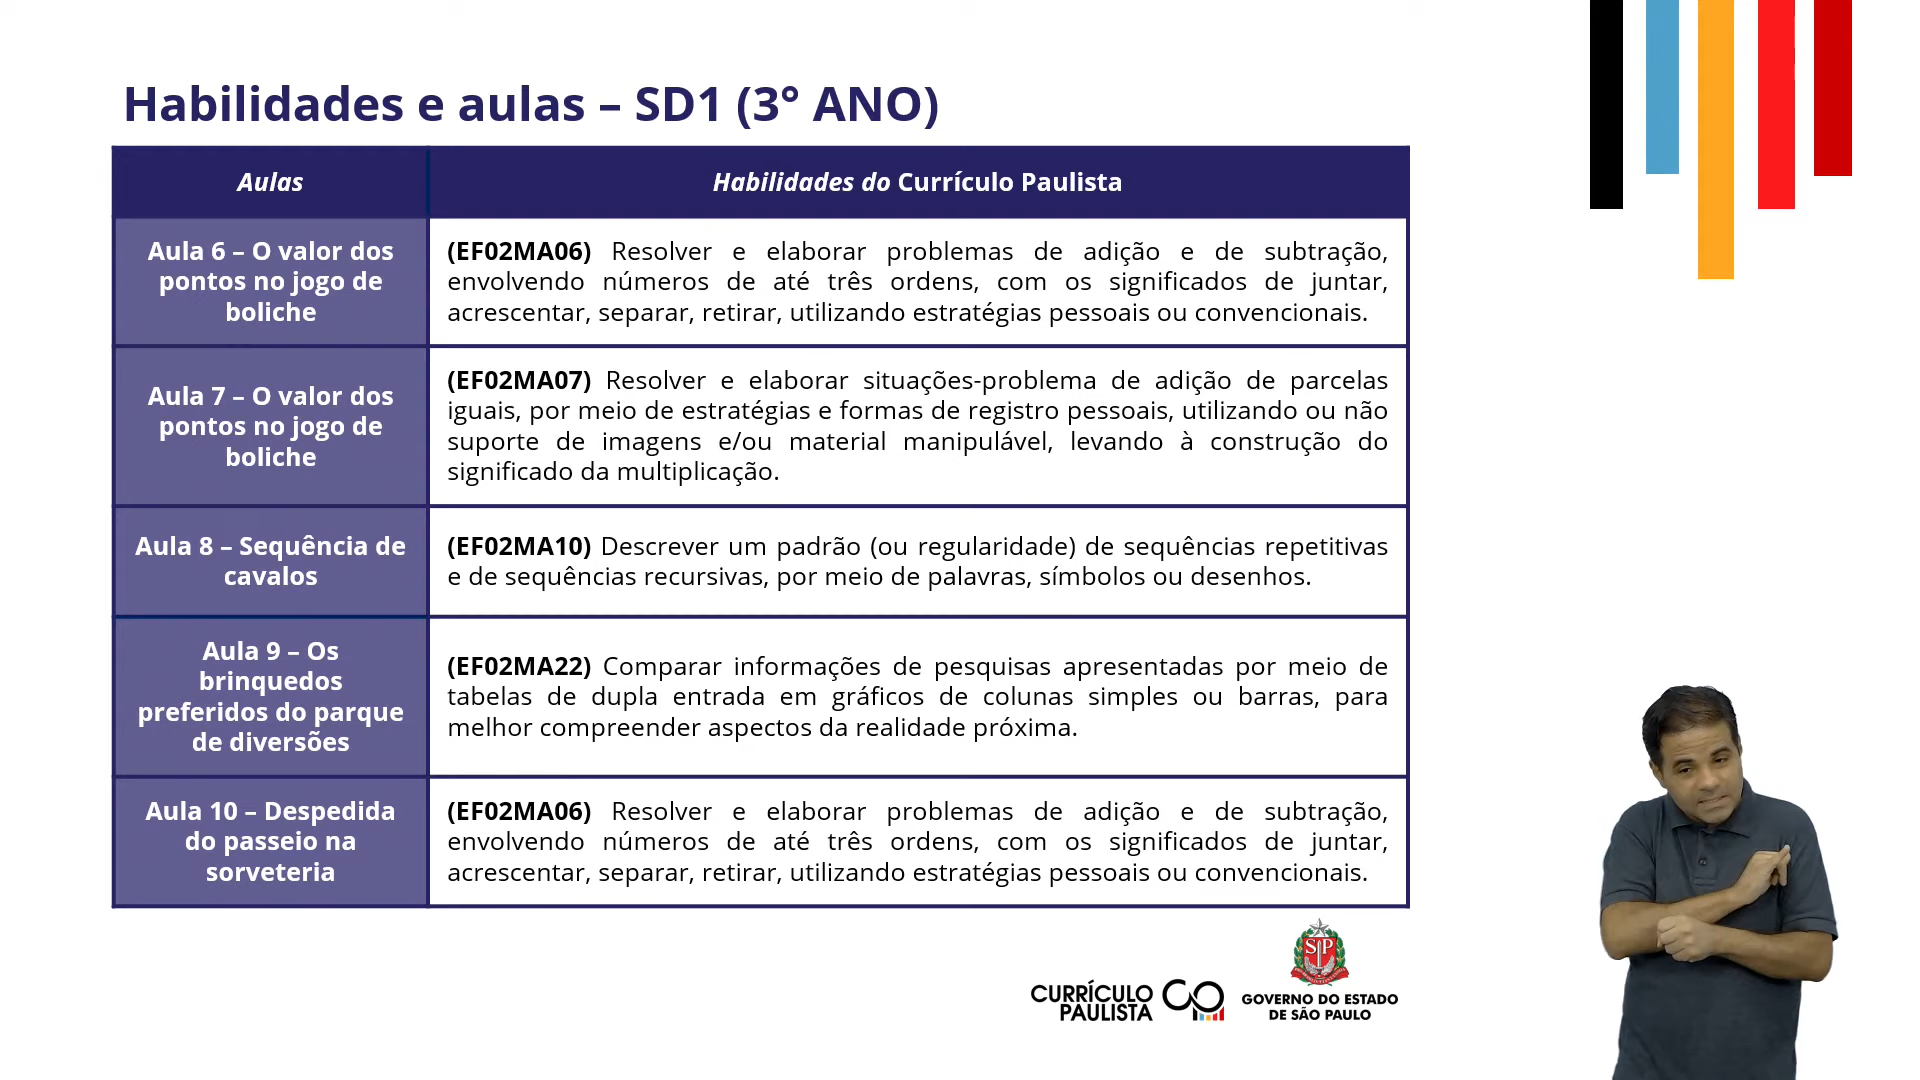 Habilidades e aulas – SD1 (3° ANO)
Aulas
Habilidades do Currículo Paulista
Aula 6 – O valor dos
pontos no jogo de
boliche
(EF02MA06) Resolver e elaborar problemas de adição e de subtração,
envolvendo números de até três ordens, com os significados de juntar,
acrescentar, separar, retirar, utilizando estratégias pessoais ou convencionais.
Aula 7 – O valor dos
pontos no jogo de
boliche
(EF02MA07) Resolver e elaborar situações-problema de adição de parcelas
iguais, por meio de estratégias e formas de registro pessoais, utilizando ou não
suporte de imagens e/ou material manipulável, levando à construção do
significado da multiplicação.
Aula 8 – Sequência de
cavalos
(EF02MA10) Descrever um padrão (ou regularidade) de sequências repetitivas
e de sequências recursivas, por meio de palavras, símbolos ou desenhos.
Aula 9 – Os
brinquedos
preferidos do parque
de diversões
(EF02MA22) Comparar informações de pesquisas apresentadas por meio de
tabelas de dupla entrada em gráficos de colunas simples ou barras, para
melhor compreender aspectos da realidade próxima.
Aula 10 – Despedida
do passeio na
sorveteria
(EF02MA06) Resolver e elaborar problemas de adição e de subtração,
envolvendo números de até três ordens, com os significados de juntar,
acrescentar, separar, retirar, utilizando estratégias pessoais ou convencionais.
CURRÍCULO
PAULISTA
SP
GOVERNO DO ESTADO
DE SÃO PAULO